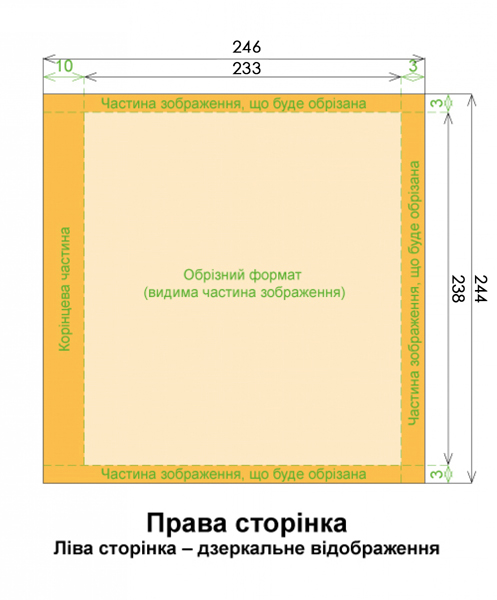 246
10
233
3
Частина зображення, що буде обрізана
3
Корінцева частина
Обрізний формат
(видима частина зображення)
Частина зображення, що буде обрізана
238
244
Частина зображення, що буде обрізана
3
Права сторінка
Ліва сторінка – дзеркальне відображення